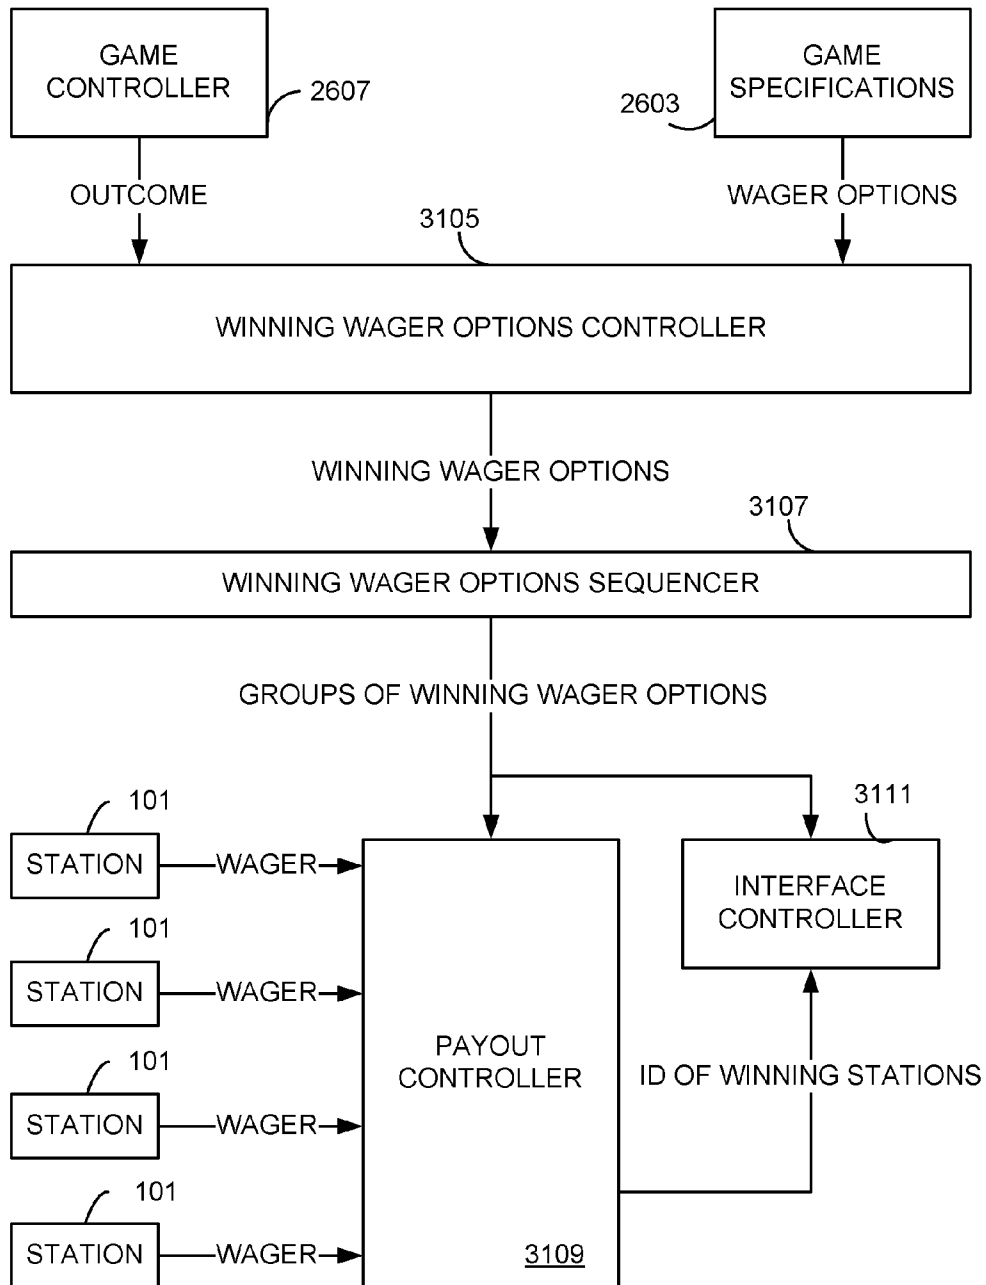 GAME
CONTROLLER
2607
GAME
SPECIFICATIONS
2603
OUTCOME
WAGER OPTIONS
3105
WINNING WAGER OPTIONS CONTROLLER
WINNING WAGER OPTIONS
3107
WINNING WAGER OPTIONS SEQUENCER
GROUPS OF WINNING WAGER OPTIONS
101
STATION
WAGER
3111
INTERFACE
CONTROLLER
101
STATION
WAGER
PAYOUT
CONTROLLER
ID OF WINNING STATIONS
101
STATION
WAGER
101
STATION
WAGER
3109